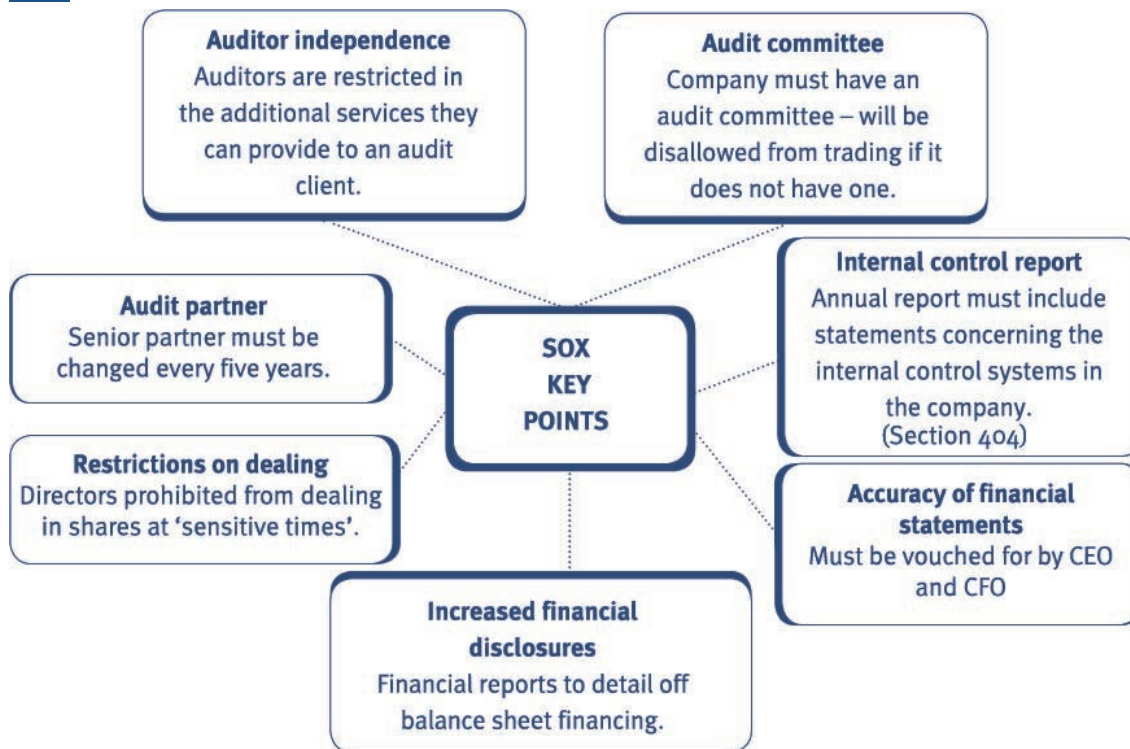 Auditor independence
Auditors are restricted in
the additional services they
can provide to an audit
client.
Audit committee
Company must have an
audit committee – will be
disallowed from trading if it
does not have one.
Audit partner
Senior partner must be
changed every five years.
SOX
KEY
POINTS
Internal control report
Annual report must include
statements concerning the
internal control systems in
the company.
(Section 404)
Restrictions on dealing
Directors prohibited from dealing
in shares at ‘sensitive times’.
Accuracy of financial
statements
Must be vouched for by CEO
and CFO
Increased financial
disclosures
Financial reports to detail off
balance sheet financing.